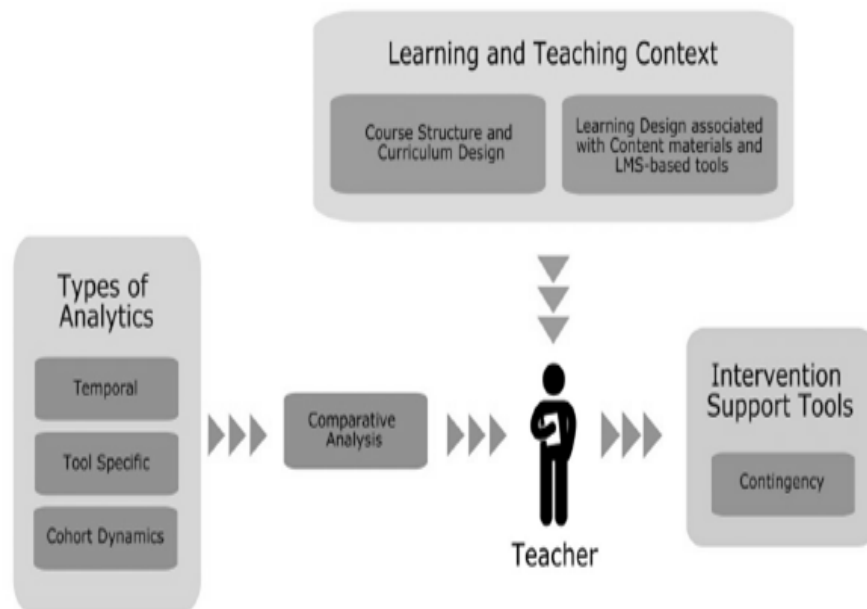 Learning and Teaching Context
Course Structure and
Curriculum Design
Learning Design associated
with Content materials and
LMS-based tools
Types of
Analytics
Temporal
Tool Specific
Cohort Dynamics
Comparative
Analysis
Teacher
Intervention
Support Tools
Contingency